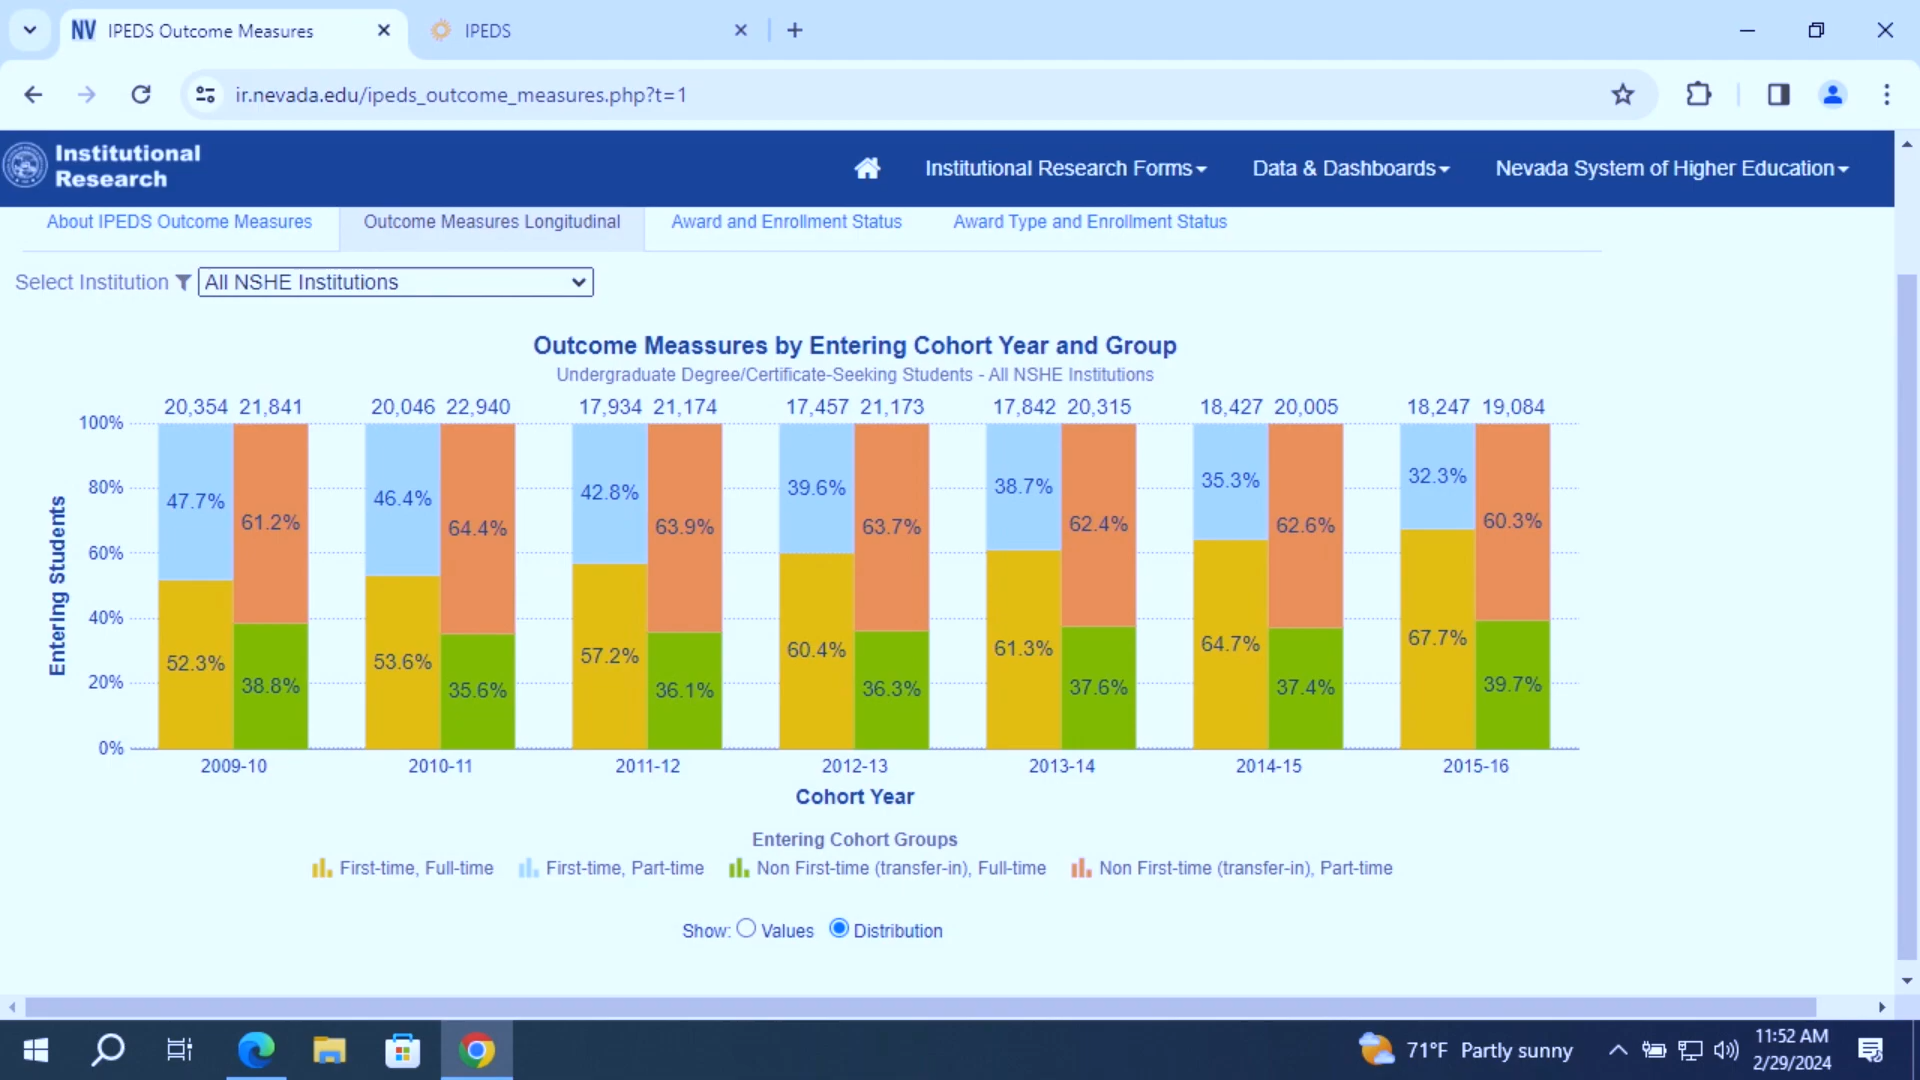 NV IPEDS Outcome Measures IPEDS
ir.nevada.edu/ipeds_outcome_measures.php?t=1
Institutional
Research
Institutional Research Forms Data & Dashboards Nevada System of Higher Education
About IPEDS Outcome Measures Outcome Measures Longitudinal Award and Enrollment Status Award Type and Enrollment Status
Select Institution All NSHE Institutions
Outcome Meassures by Entering Cohort Year and Group
Undergraduate Degree/Certificate-Seeking Students - All NSHE Institutions
20,354 21,841 20,046 22,940 17,934 21,174 17,457 21,173 17,842 20,315 18,427 20,005 18,247 19,084
100%
80%
60%
40%
20%
0%
Entering Students
47.7% 61.2% 46.4% 64.4% 42.8% 63.9% 39.6% 63.7% 38.7% 62.4% 35.3% 62.6% 32.3% 60.3%
52.3% 38.8% 53.6% 35.6% 57.2% 36.1% 60.4% 36.3% 61.3% 37.6% 64.7% 37.4% 67.7% 39.7%
2009-10 2010-11 2011-12 2012-13 2013-14 2014-15 2015-16
Cohort Year
Entering Cohort Groups
First-time, Full-time First-time, Part-time Non First-time (transfer-in), Full-time Non First-time (transfer-in), Part-time
Show: Values Distribution
71°F Partly sunny
11:52 AM
2/29/2024